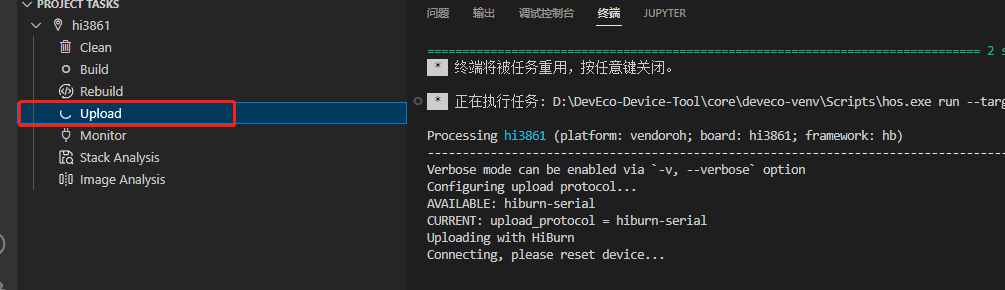 PROJECT TASKS
hi3861
Clean
Build
Rebuild
Upload
Monitor
Stack Analysis
Image Analysis
问题 输出 调试控制台 终端 JUPYTER
================================================================================ 2 s
* 终端将被任务重用，按任意键关闭。
* 正在执行任务: D:\DevEco-Device-Tool\core\deveco-venv\Scripts\hos.exe run --targ
Processing hi3861 (platform: vendoroh; board: hi3861; framework: hb)
--------------------------------------------------------------------------------
Verbose mode can be enabled via `-v, --verbose` option
Configuring upload protocol...
AVAILABLE: hiburn-serial
CURRENT: upload_protocol = hiburn-serial
Uploading with HiBurn
Connecting, please reset device...